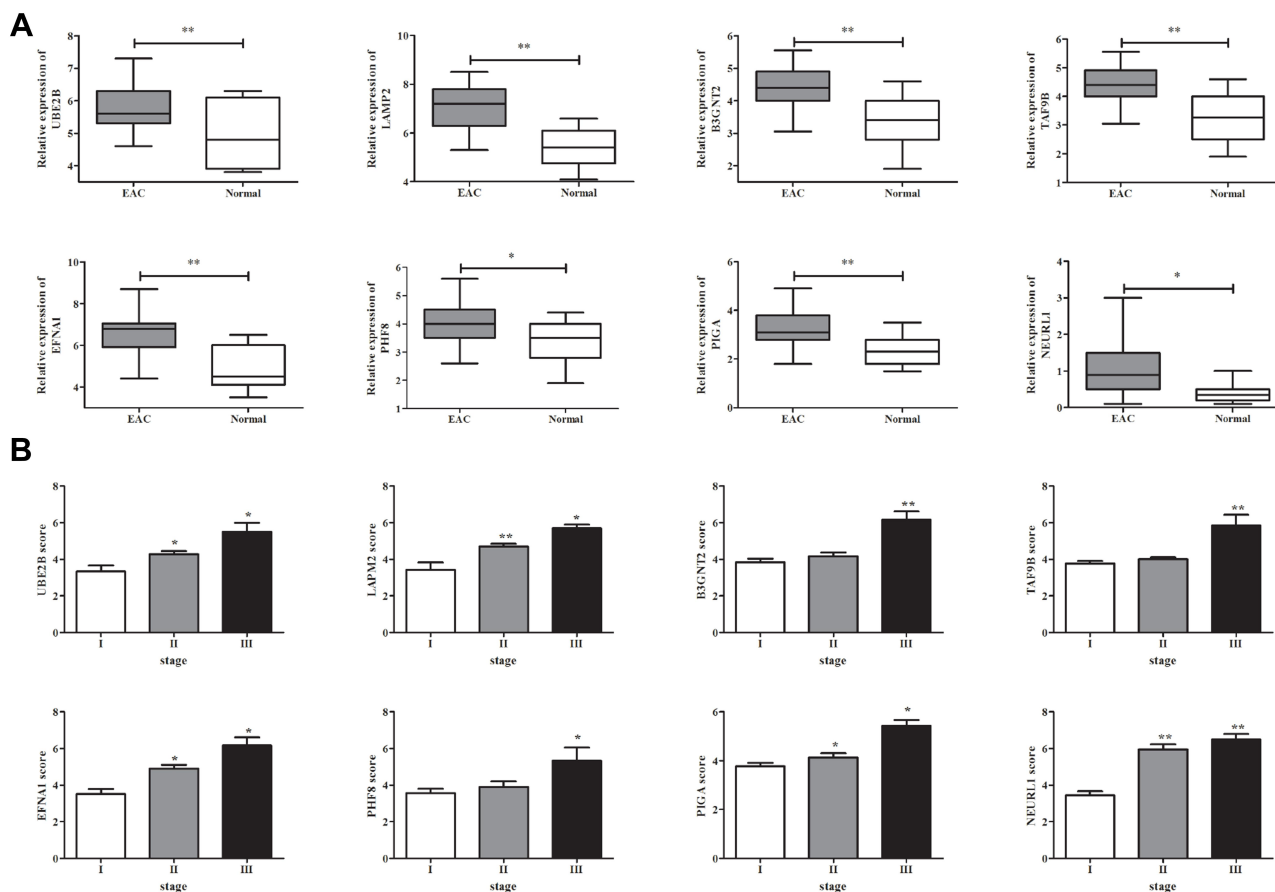 A
Relative expression of
UBE2B
8
7
6
5
4
**
EAC Normal
Relative expression of
LAMP2
10
8
6
4
**
EAC Normal
Relative expression of
B3GNT2
6
5
4
3
2
**
EAC Normal
Relative expression of
TAF9B
6
5
4
3
2
1
**
EAC Normal
Relative expression of
EFNA1
10
8
6
4
**
EAC Normal
Relative expression of
PHF8
6
5
4
3
2
1
*
EAC Normal
Relative expression of
PIGA
6
4
2
0
**
EAC Normal
Relative expression of
NEURL1
4
3
2
1
0
*
EAC Normal
B
UBE2B score
8
6
4
2
0
*
*
I II III
stage
LAPM2 score
8
6
4
2
0
**
*
I II III
stage
B3GNT2 score
8
6
4
2
0
**
I II III
stage
TAF9B score
8
6
4
2
0
**
I II III
stage
EFNA1 score
8
6
4
2
0
*
*
I II III
stage
PHF8 score
8
6
4
2
0
*
I II III
stage
PIGA score
6
4
2
0
*
*
I II III
stage
NEURL1 score
8
6
4
2
0
**
**
I II III
stage